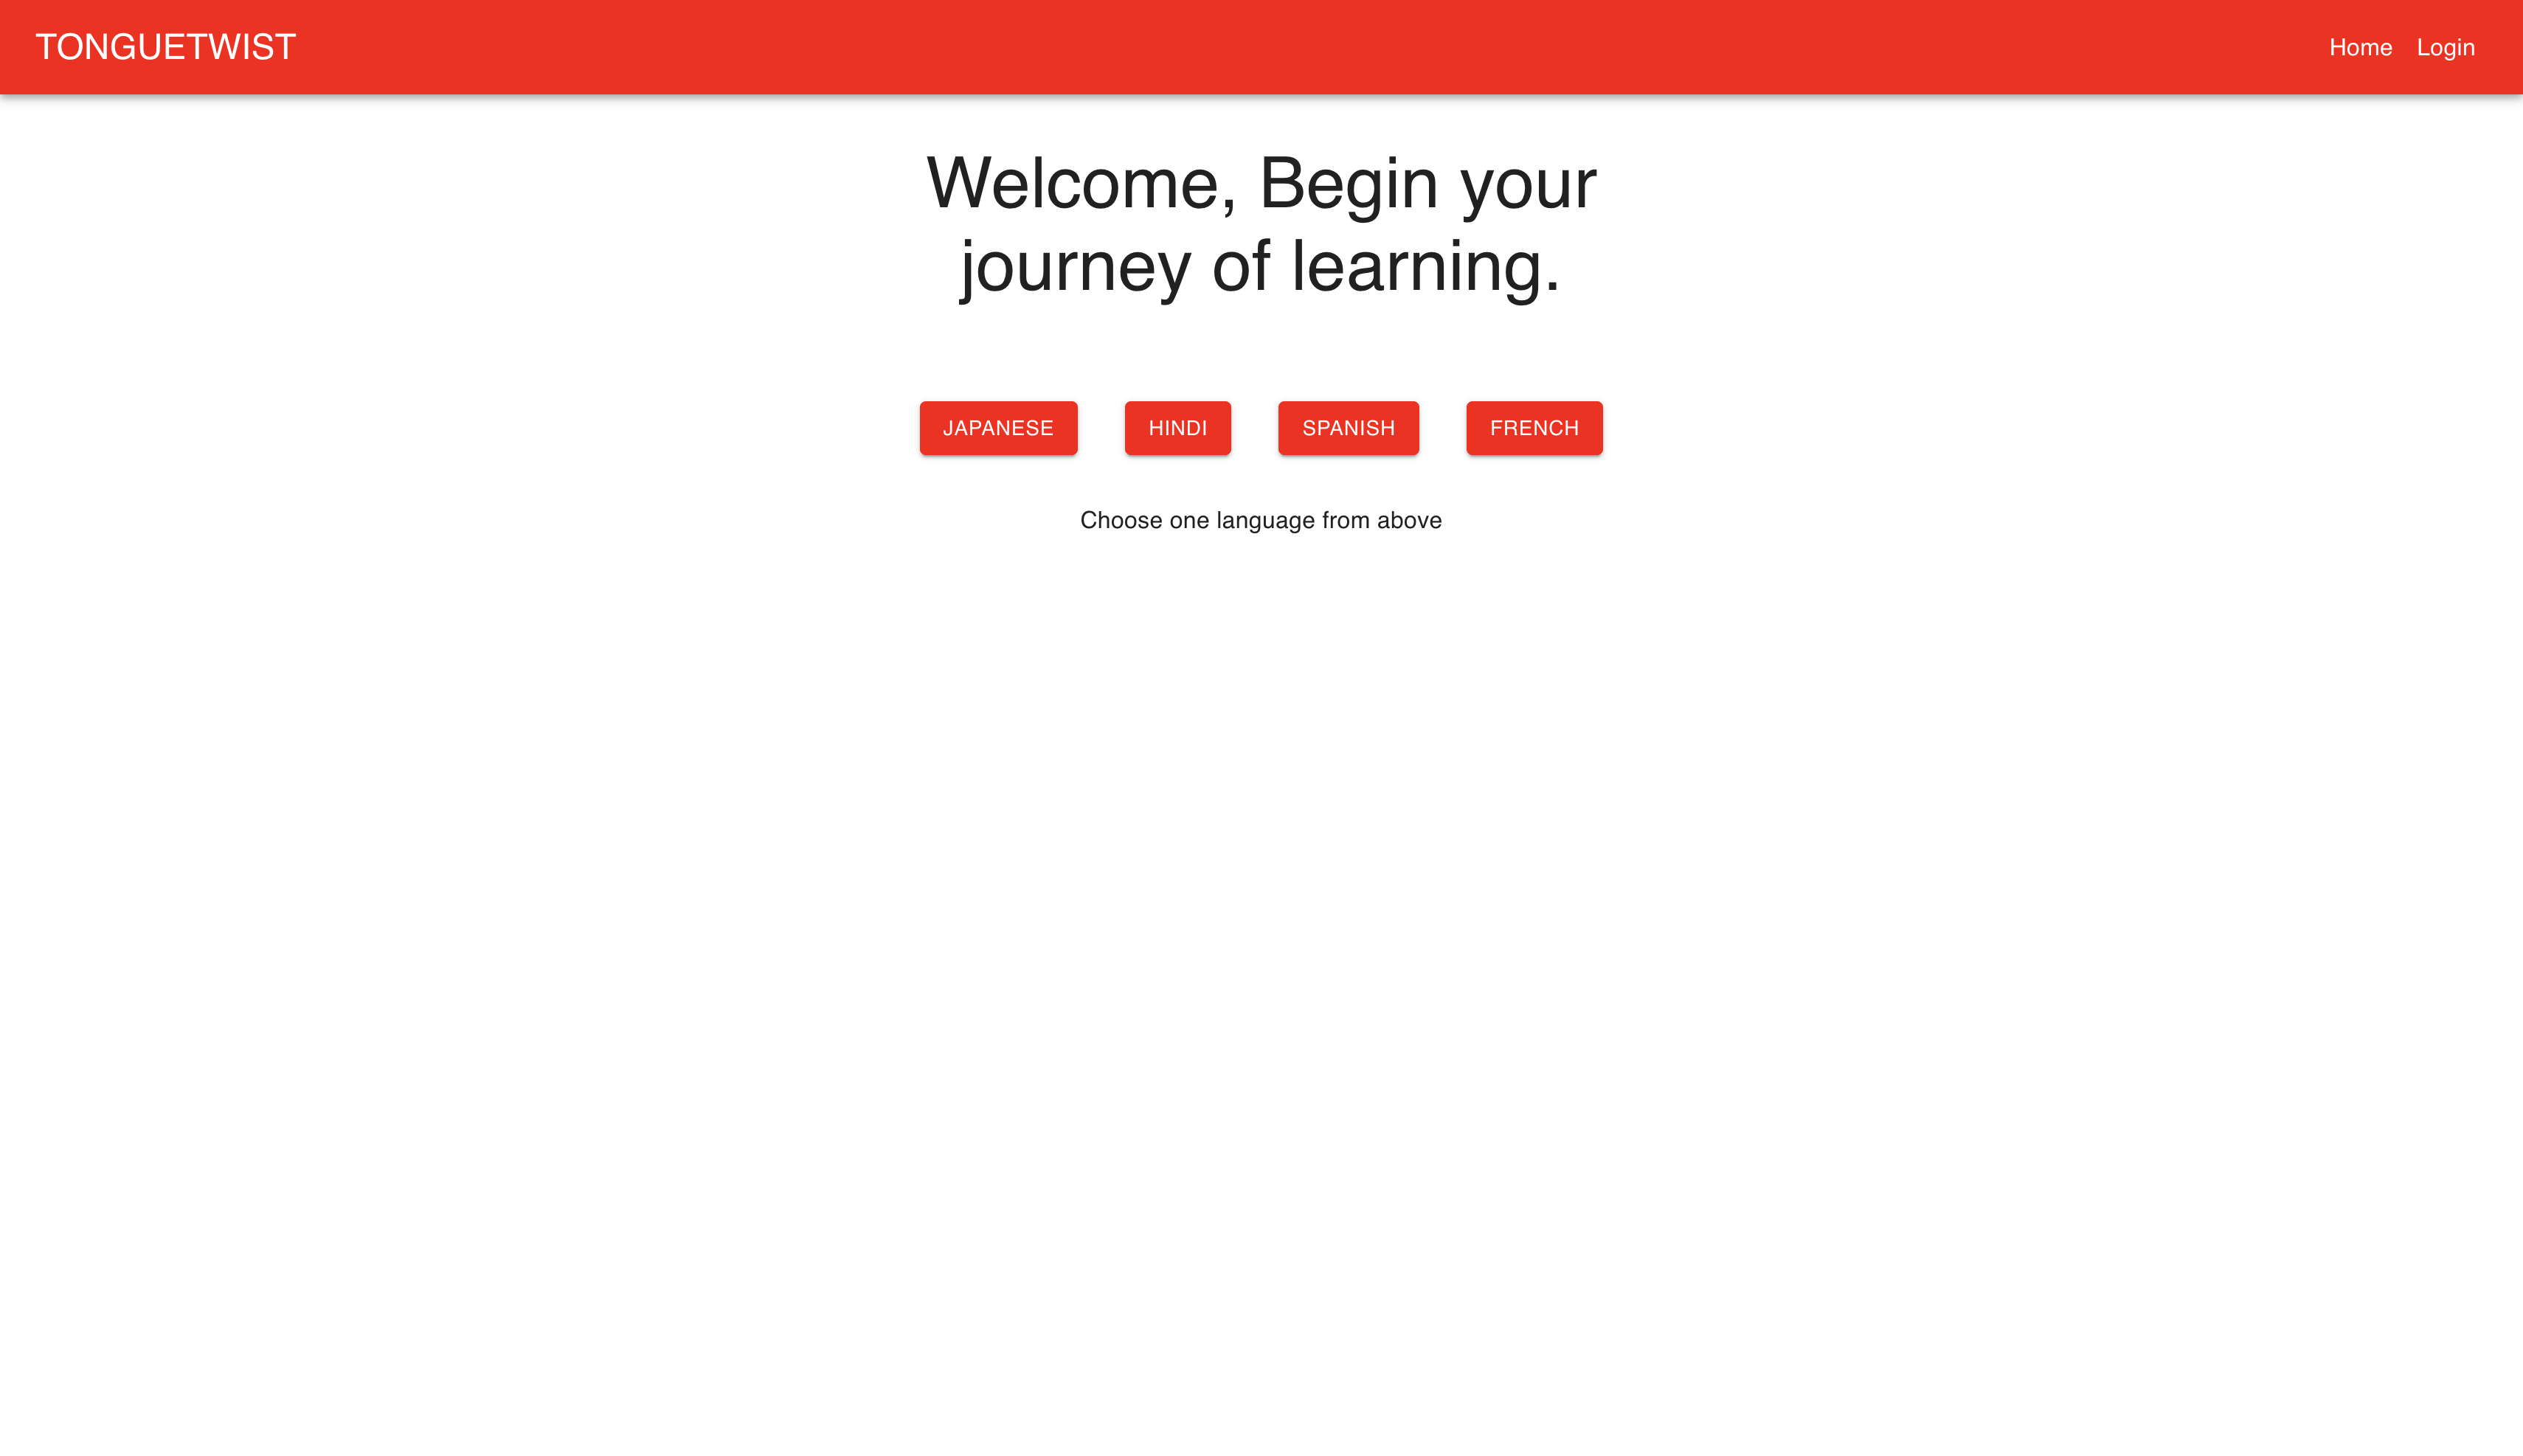 TONGUETWIST
Home Login
Welcome, Begin your
journey of learning.
JAPANESE HINDI SPANISH FRENCH
Choose one language from above